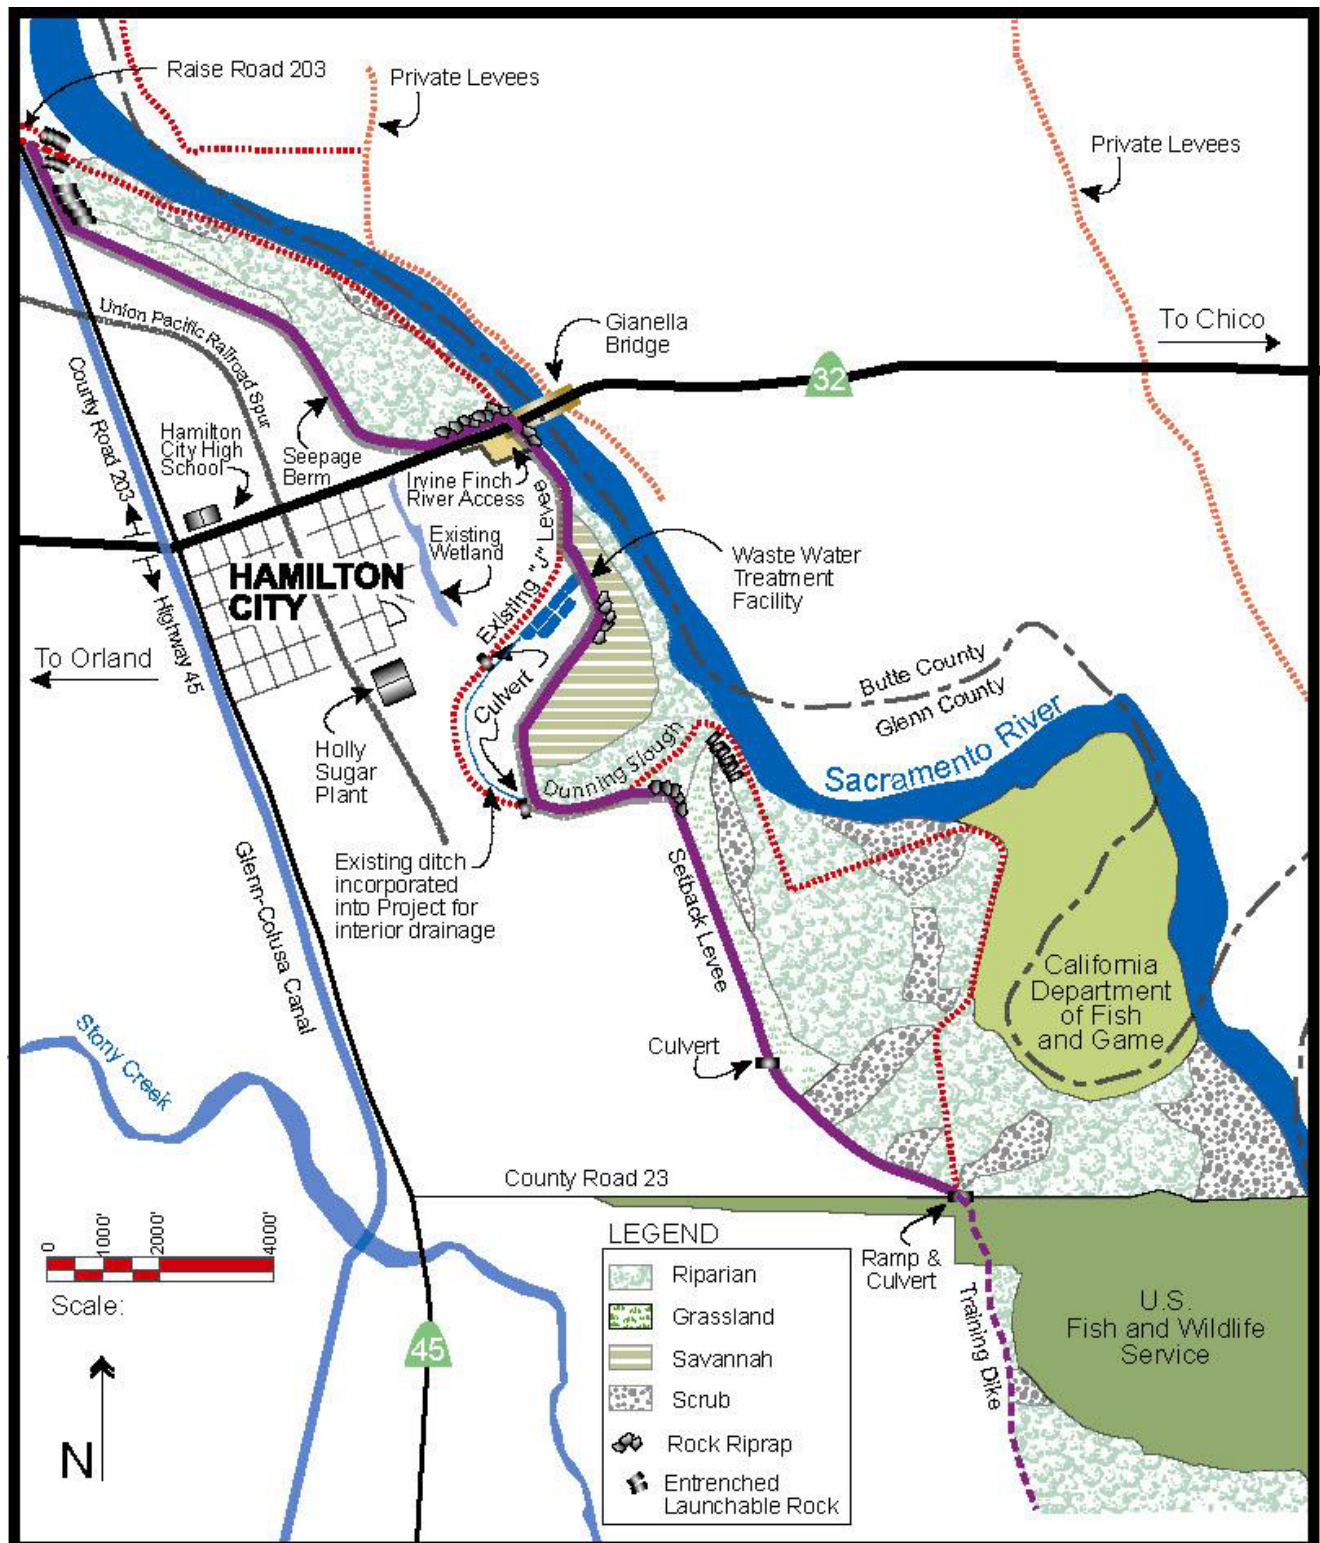 Raise Road 203
Private Levees
Private Levees
To Chico
Gianella
Bridge
32
Union Pacific Railroad Spur
County Road 203
Hamilton
City High
School
Seepage
Berm
Irvine Finch
River Access
Existing
Wetland
Existing "J" Levee
Waste Water
Treatment
Facility
HAMILTON
CITY
Highway 45
To Orland
Culvert
Butte County
Glenn County
Sacramento River
Holly
Sugar
Plant
Dunning Slough
Existing ditch
incorporated
into Project for
interior drainage
Setback Levee
Glenn-Colusa Canal
California
Department
of Fish
and Game
Stony Creek
Culvert
County Road 23
Ramp &
Culvert
Training Dike
U.S.
Fish and Wildlife
Service
0
1000'
2000'
4000'
Scale:
N
45
LEGEND
Riparian
Grassland
Savannah
Scrub
Rock Riprap
Entrenched
Launchable Rock